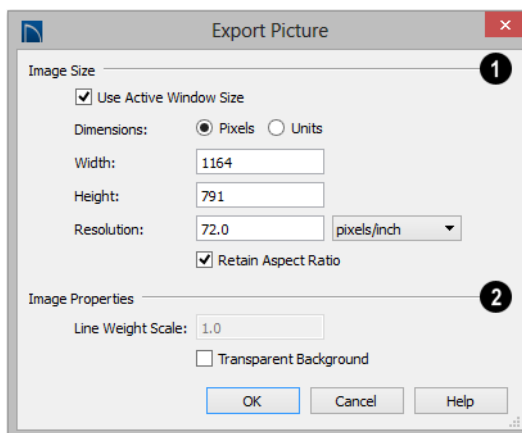 Export Picture
Image Size 1
Use Active Window Size
Dimensions: Pixels Units
Width: 1164
Height: 791
Resolution: 72.0 pixels/inch
Retain Aspect Ratio
Image Properties 2
Line Weight Scale: 1.0
Transparent Background
OK Cancel Help